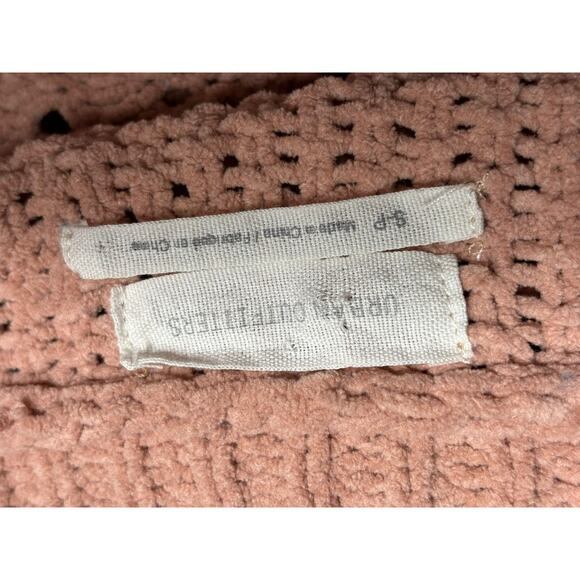 URBAN OUTFITTERS
S-P Made in China / Fabriqué en Chine